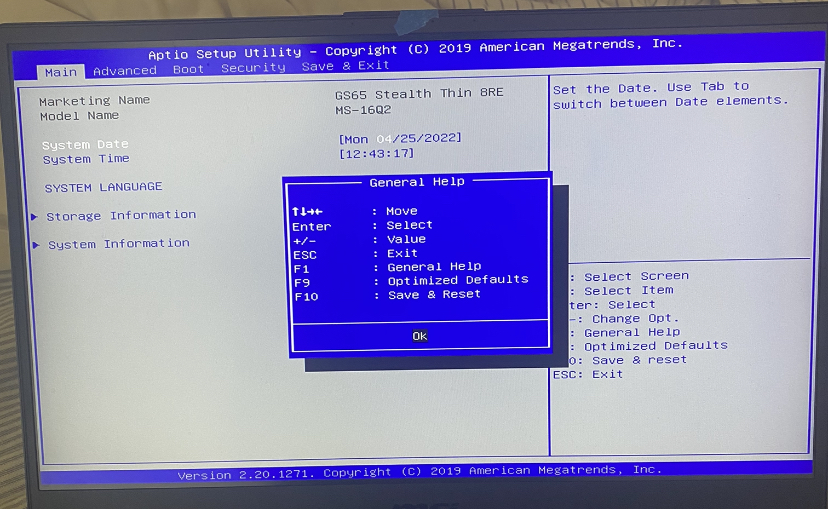 Aptio Setup Utility – Copyright (C) 2019 American Megatrends, Inc.
Main Advanced Boot Security Save & Exit
Marketing Name GS65 Stealth Thin 8RE
Model Name MS-16Q2
System Date [Mon 04/25/2022]
System Time [12:43:17]
SYSTEM LANGUAGE
► Storage Information
► System Information
Set the Date. Use Tab to
switch between Date elements.
General Help
↑↓→← : Move
Enter : Select
+/- : Value
ESC : Exit
F1 : General Help
F9 : Optimized Defaults
F10 : Save & Reset
Ok
: Select Screen
: Select Item
ter: Select
-: Change Opt.
: General Help
: Optimized Defaults
0: Save & reset
ESC: Exit
Version 2.20.1271. Copyright (C) 2019 American Megatrends, Inc.